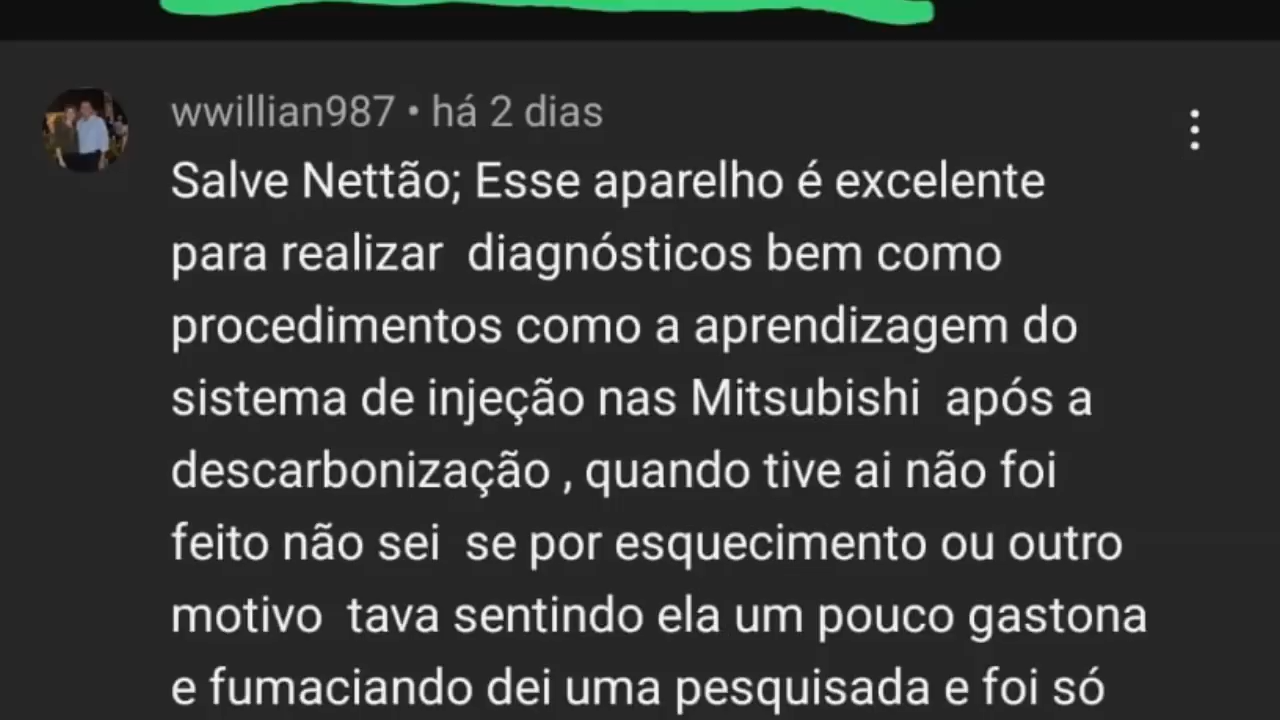 wwillian987 • há 2 dias
Salve Nettão; Esse aparelho é excelente
para realizar  diagnósticos bem como
procedimentos como a aprendizagem do
sistema de injeção nas Mitsubishi  após a
descarbonização , quando tive ai não foi
feito não sei  se por esquecimento ou outro
motivo  tava sentindo ela um pouco gastona
e fumaciando dei uma pesquisada e foi só